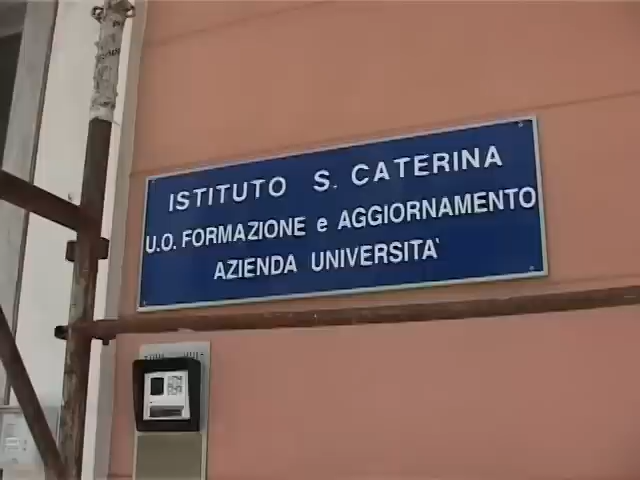 ISTITUTO S. CATERINA
U.O. FORMAZIONE e AGGIORNAMENTO
AZIENDA UNIVERSITA'